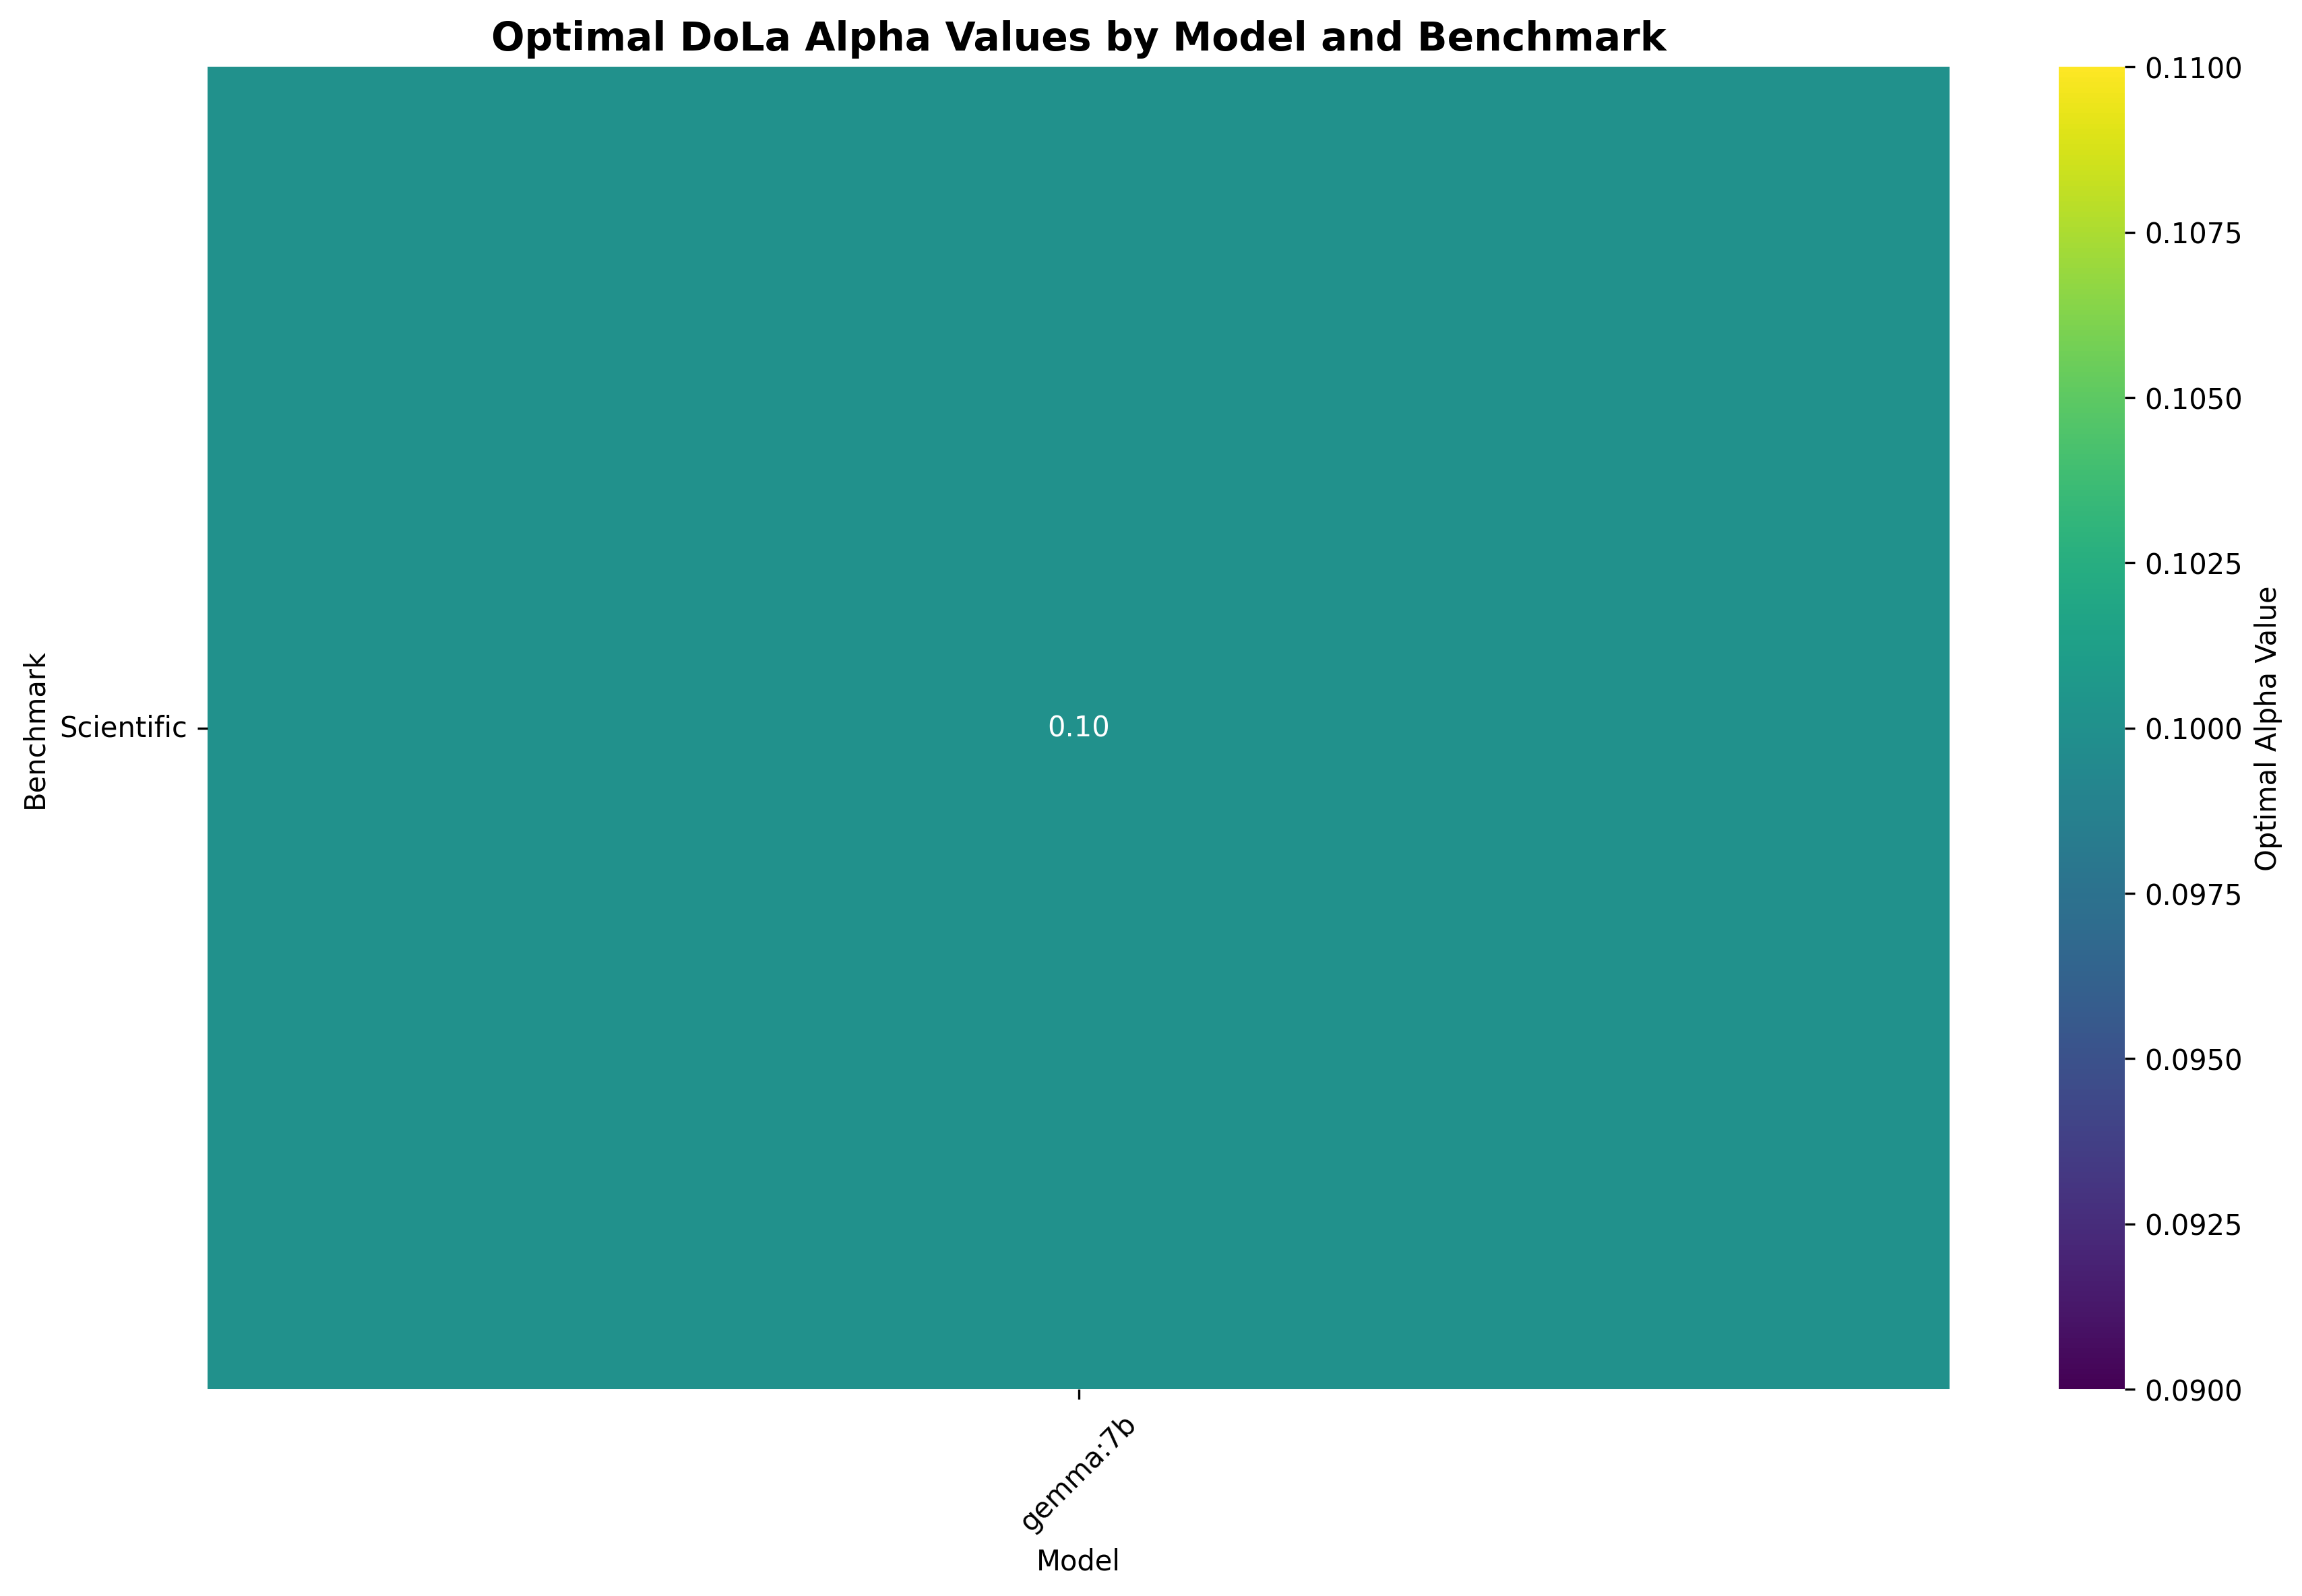 Optimal DoLa Alpha Values by Model and Benchmark
Benchmark
Scientific
0.10
gemma:7b
Model
0.1100
0.1075
0.1050
0.1025
0.1000
0.0975
0.0950
0.0925
0.0900
Optimal Alpha Value